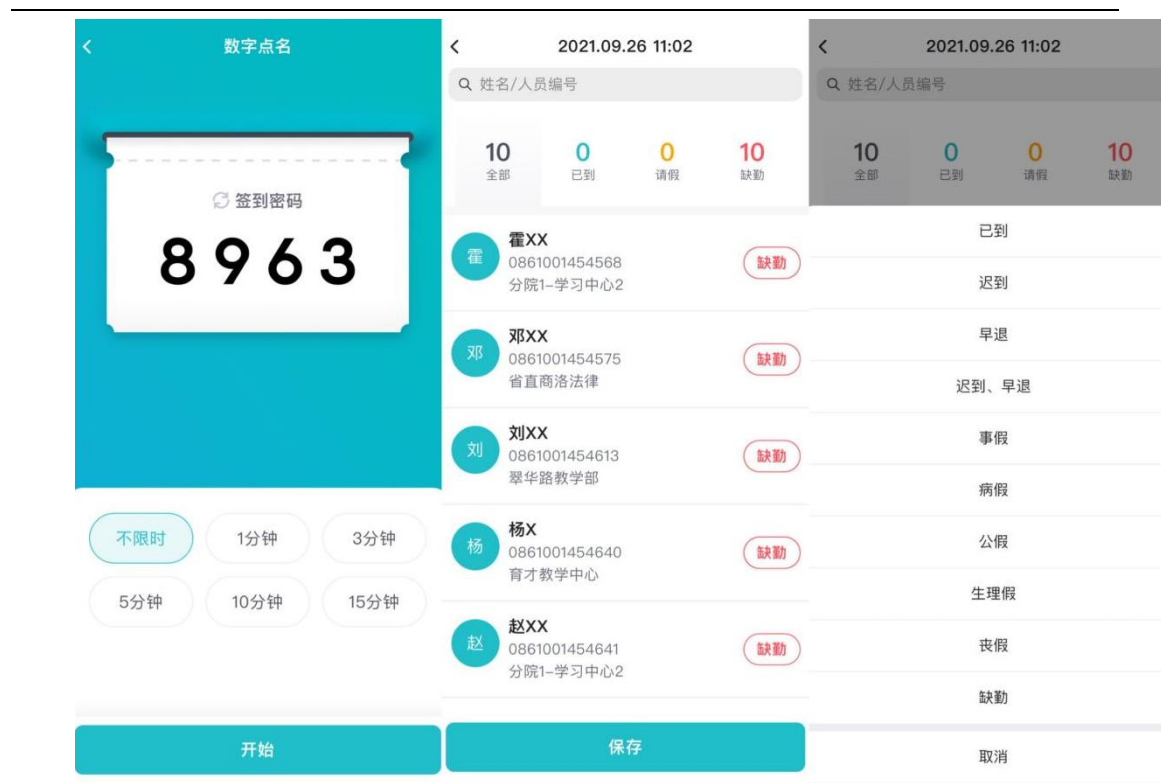 数字点名
签到密码
8963
不限时
1分钟
3分钟
5分钟
10分钟
15分钟
开始
2021.09.26 11:02
姓名/人员编号
10
0
0
10
全部
已到
请假
缺勤
霍
霍XX
0861001454568
分院1-学习中心2
缺勤
邓
邓XX
0861001454575
省直商洛法律
缺勤
刘
刘XX
0861001454613
翠华路教学部
缺勤
杨
杨X
0861001454640
育才教学中心
缺勤
赵
赵XX
0861001454641
分院1-学习中心2
缺勤
保存
2021.09.26 11:02
姓名/人员编号
10
0
0
10
全部
已到
请假
缺勤
已到
迟到
早退
迟到、早退
事假
病假
公假
生理假
丧假
缺勤
取消